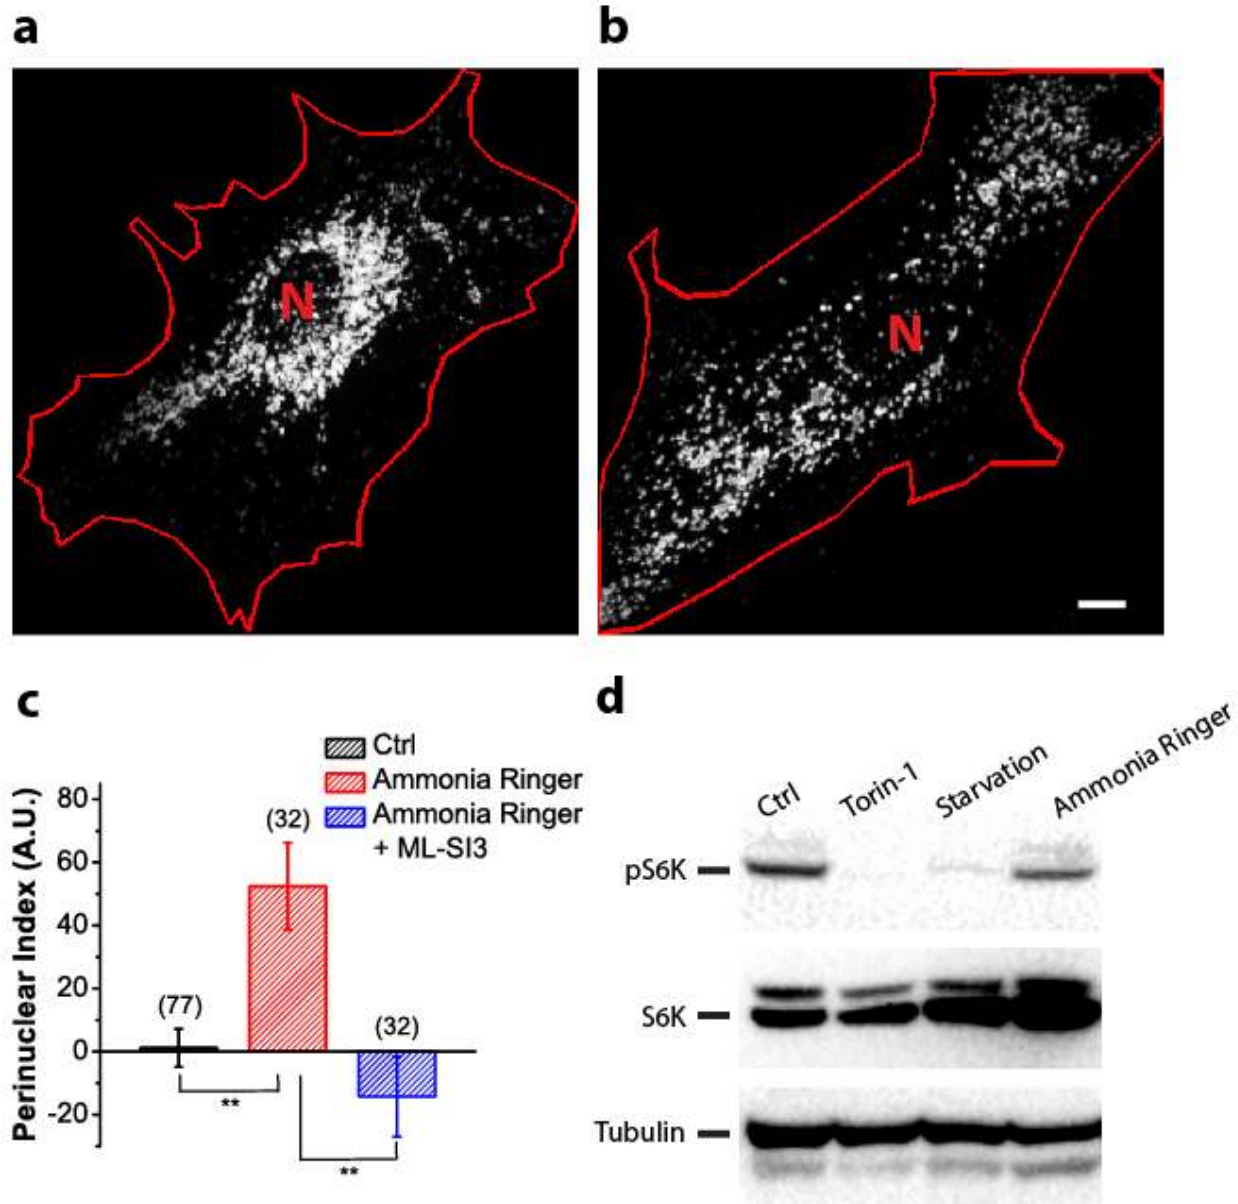 a
b
N
N
c
d
Ctrl
Ammonia Ringer
Ammonia Ringer
+ ML-SI3
Perinuclear Index (A.U.)
80
60
40
20
0
-20
(77)
(32)
(32)
**
**
Ctrl
Torin-1
Starvation
Ammonia Ringer
pS6K
S6K
Tubulin